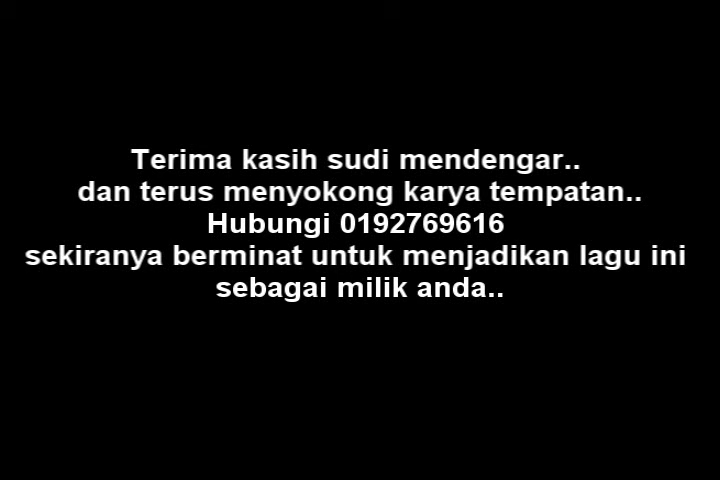 Terima kasih sudi mendengar..
dan terus menyokong karya tempatan..
Hubungi 0192769616
sekiranya berminat untuk menjadikan lagu ini
sebagai milik anda..